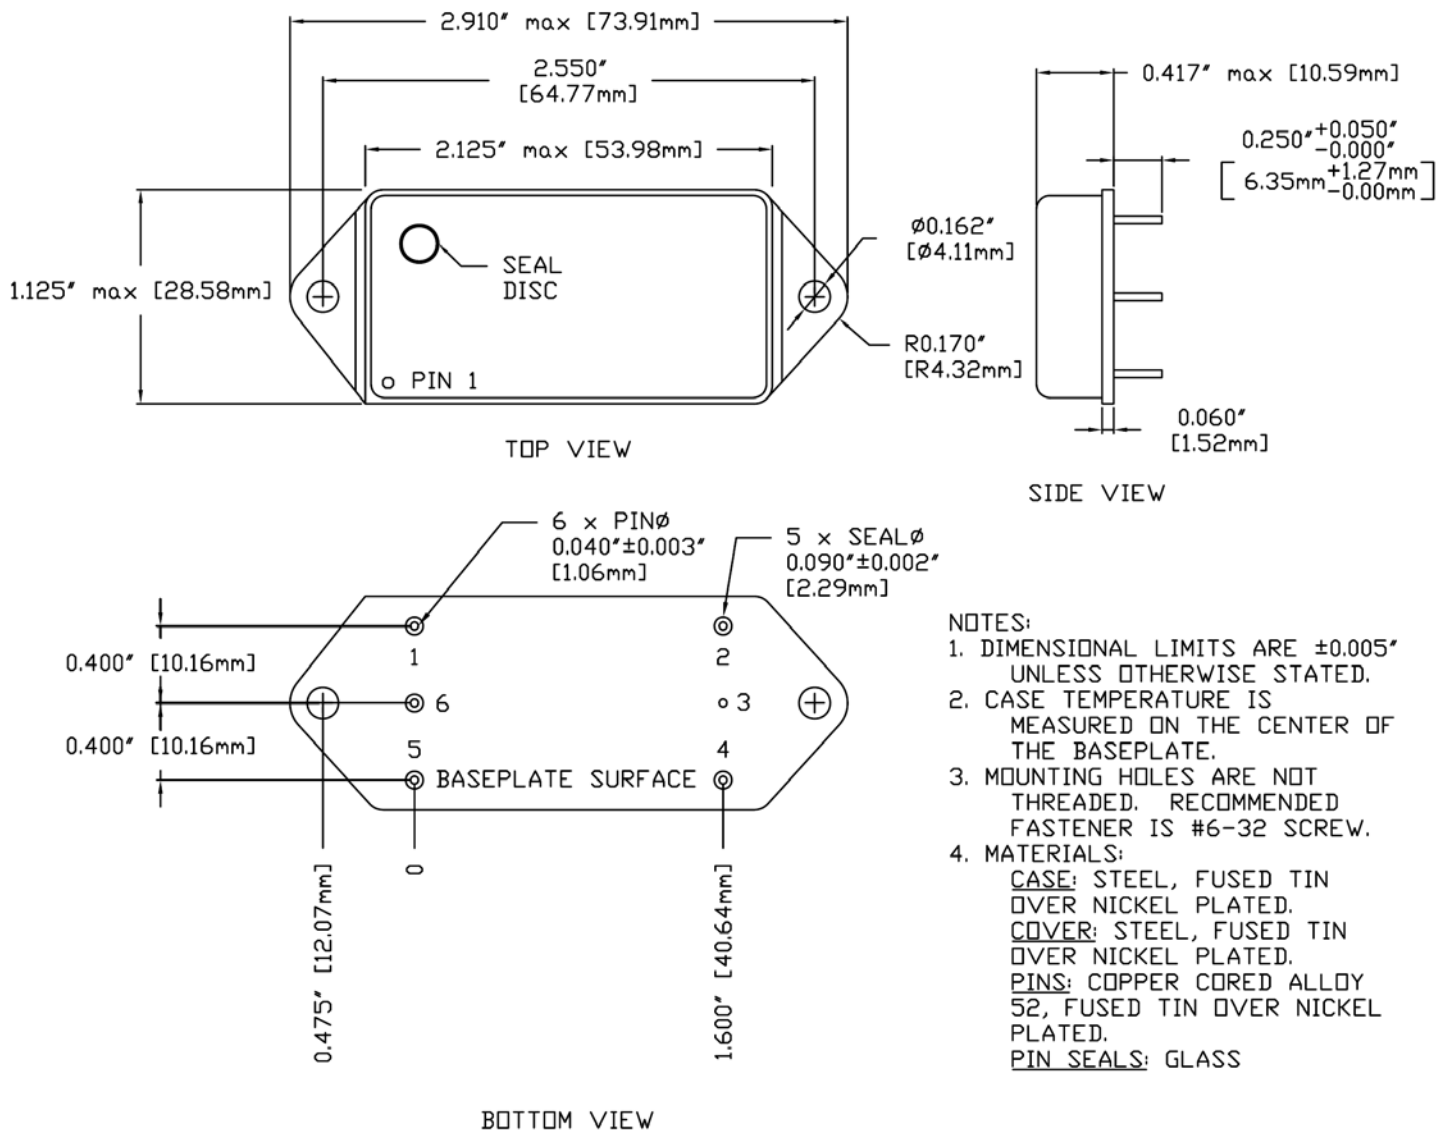 2.910" max [73.91mm]
2.550"
[64.77mm]
2.125" max [53.98mm]
1.125" max [28.58mm]
SEAL
DISC
PIN 1
Ø0.162"
[Ø4.11mm]
R0.170"
[R4.32mm]
TOP VIEW
0.417" max [10.59mm]
0.250"+0.050"
-0.000"
[6.35mm+1.27mm
-0.00mm]
0.060"
[1.52mm]
SIDE VIEW
6 x PINØ
0.040"±0.003"
[1.06mm]
5 x SEALØ
0.090"±0.002"
[2.29mm]
0.400" [10.16mm]
0.400" [10.16mm]
1
2
6
3
5
4
BASEPLATE SURFACE
0.475" [12.07mm]
0
1.600" [40.64mm]
BOTTOM VIEW
NOTES:
1. DIMENSIONAL LIMITS ARE ±0.005"
UNLESS OTHERWISE STATED.
2. CASE TEMPERATURE IS
MEASURED ON THE CENTER OF
THE BASEPLATE.
3. MOUNTING HOLES ARE NOT
THREADED. RECOMMENDED
FASTENER IS #6-32 SCREW.
4. MATERIALS:
CASE: STEEL, FUSED TIN
OVER NICKEL PLATED.
COVER: STEEL, FUSED TIN
OVER NICKEL PLATED.
PINS: COPPER CORED ALLOY
52, FUSED TIN OVER NICKEL
PLATED.
PIN SEALS: GLASS